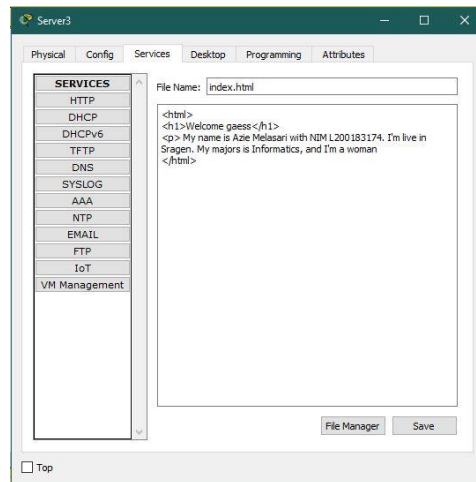 Server3
Physical Config Services Desktop Programming Attributes
SERVICES
HTTP
DHCP
DHCPv6
TFTP
DNS
SYSLOG
AAA
NTP
EMAIL
FTP
IoT
VM Management
File Name: index.html
<html>
<h1>Welcome gaess</h1>
<p> My name is Azie Melasari with NIM L200183174. I'm live in
Sragen. My majors is Informatics, and I'm a woman
</html>
File Manager Save
Top